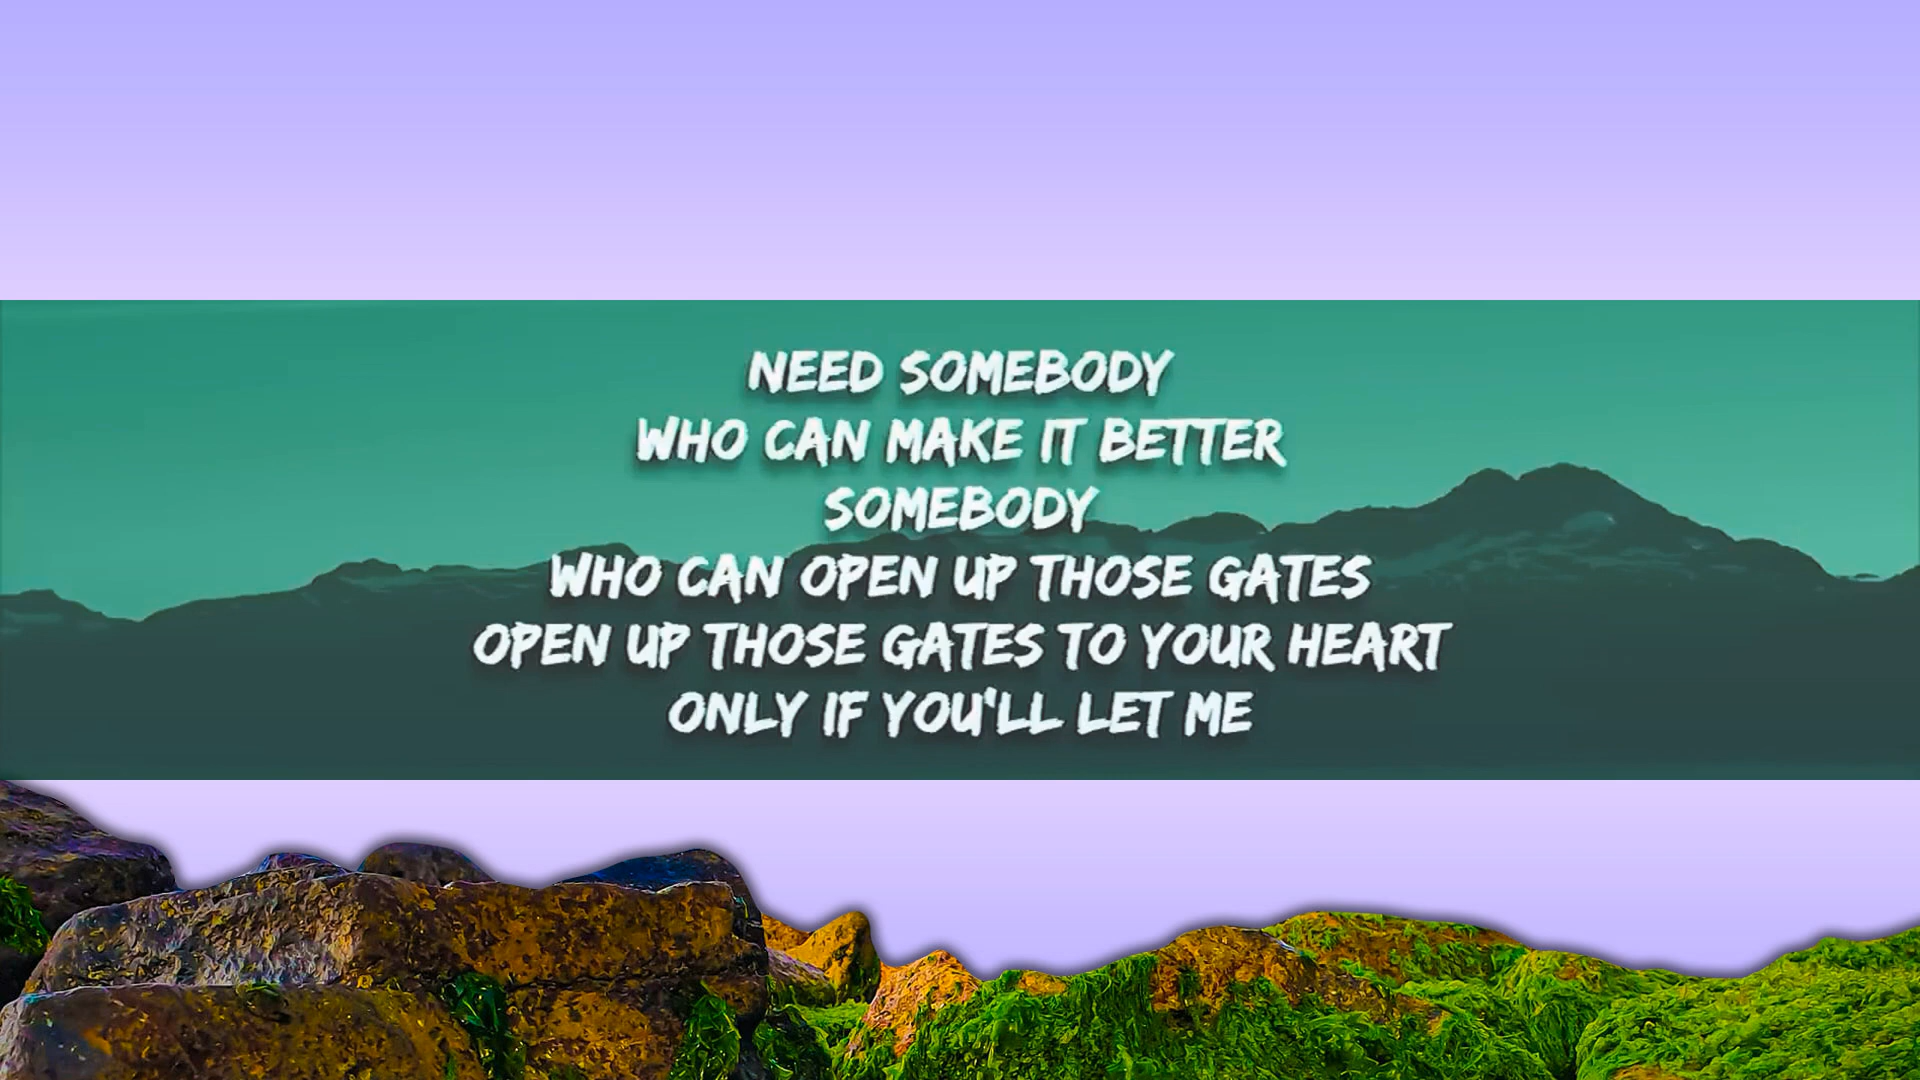 NEED SOMEBODY
WHO CAN MAKE IT BETTER
SOMEBODY
WHO CAN OPEN UP THOSE GATES
OPEN UP THOSE GATES TO YOUR HEART
ONLY IF YOU'LL LET ME